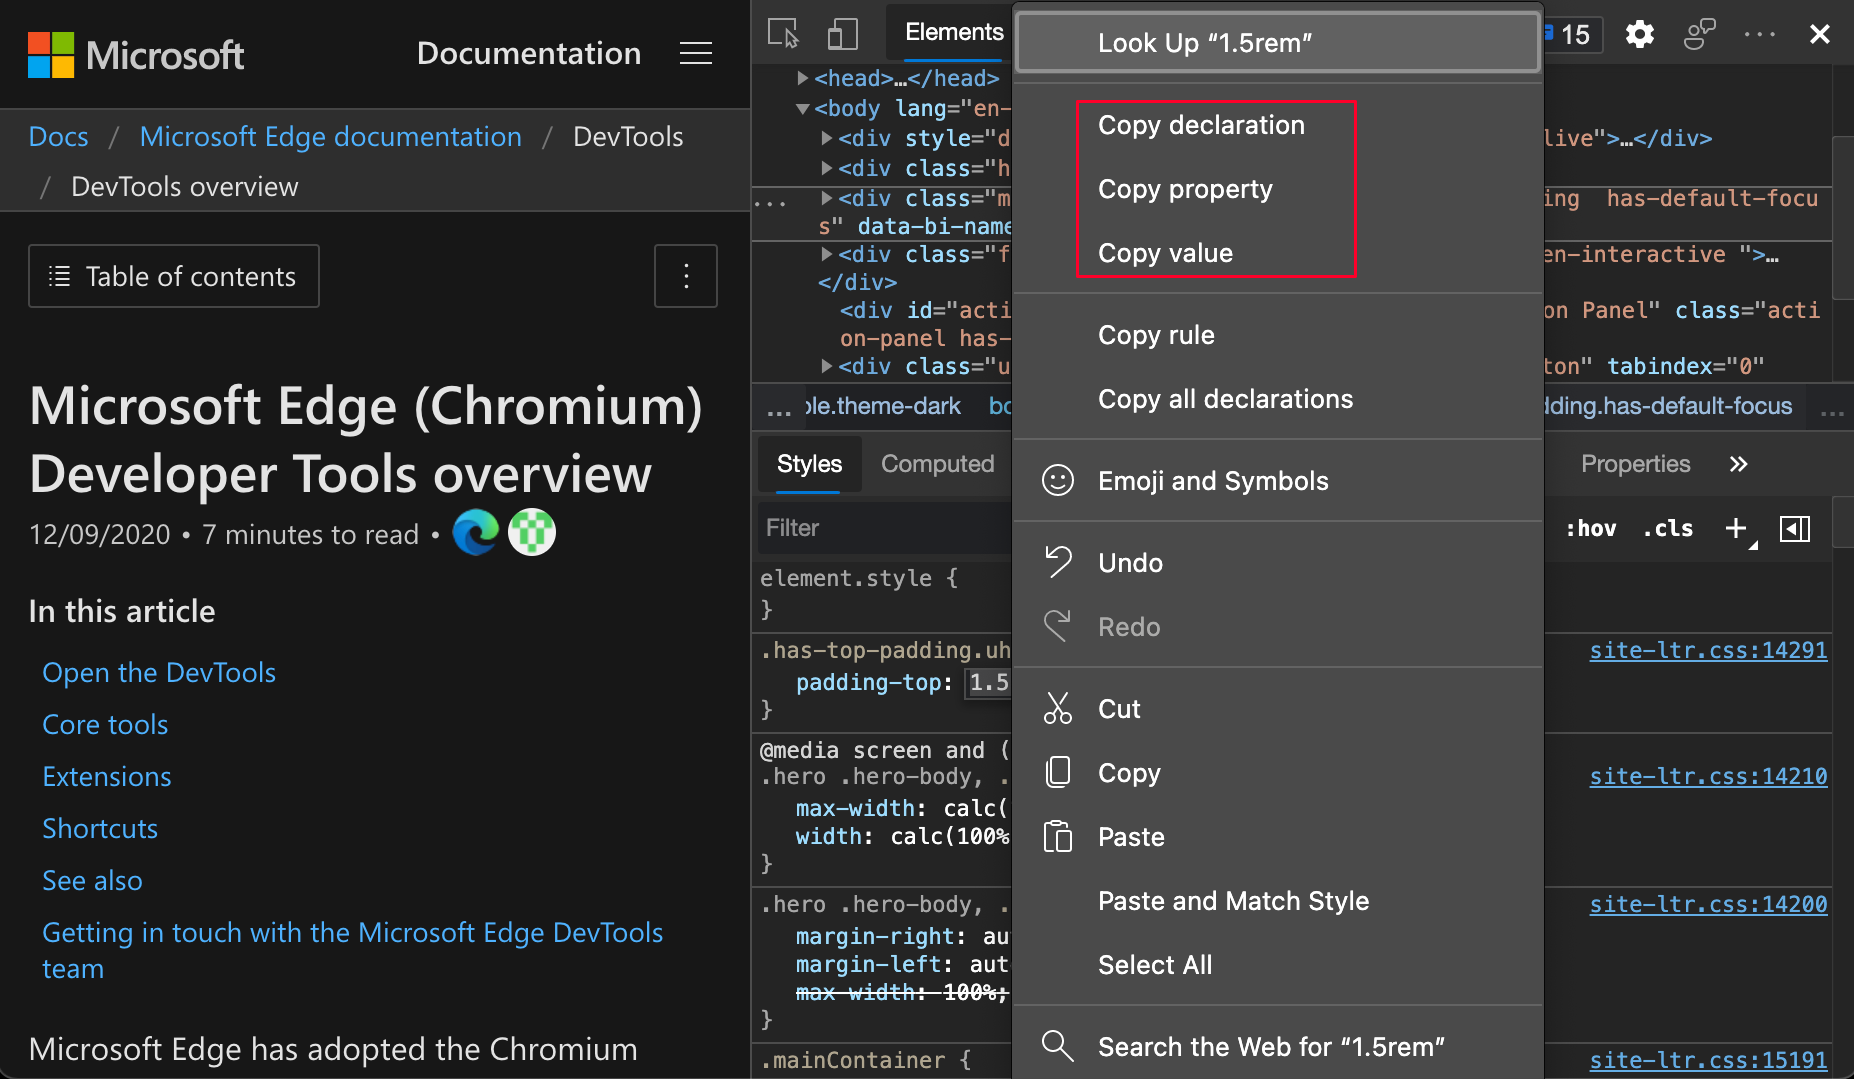 Microsoft
Documentation
Docs / Microsoft Edge documentation / DevTools
/ DevTools overview
Table of contents
Microsoft Edge (Chromium)
Developer Tools overview
12/09/2020 • 7 minutes to read •
In this article
Open the DevTools
Core tools
Extensions
Shortcuts
See also
Getting in touch with the Microsoft Edge DevTools
team
Microsoft Edge has adopted the Chromium
Elements
15
<head>…</head>
<body lang="en-
<div style="d
live">…</div>
<div class="h
<div class="m
ing has-default-focu
s" data-bi-name
<div class="f
en-interactive ">…
</div>
<div id="acti
on Panel" class="acti
on-panel has-
<div class="u
ton" tabindex="0"
... ole.theme-dark bo
dding.has-default-focus ...
Styles
Computed
Properties
Filter
:hov .cls +
element.style {
}
.has-top-padding.uh
site-ltr.css:14291
padding-top: 1.5
}
@media screen and (
.hero .hero-body, .
site-ltr.css:14210
max-width: calc(
width: calc(100%
}
.hero .hero-body, .
site-ltr.css:14200
margin-right: au
margin-left: aut
max-width: 100%;
}
.mainContainer {
site-ltr.css:15191
Look Up “1.5rem”
Copy declaration
Copy property
Copy value
Copy rule
Copy all declarations
Emoji and Symbols
Undo
Redo
Cut
Copy
Paste
Paste and Match Style
Select All
Search the Web for “1.5rem”